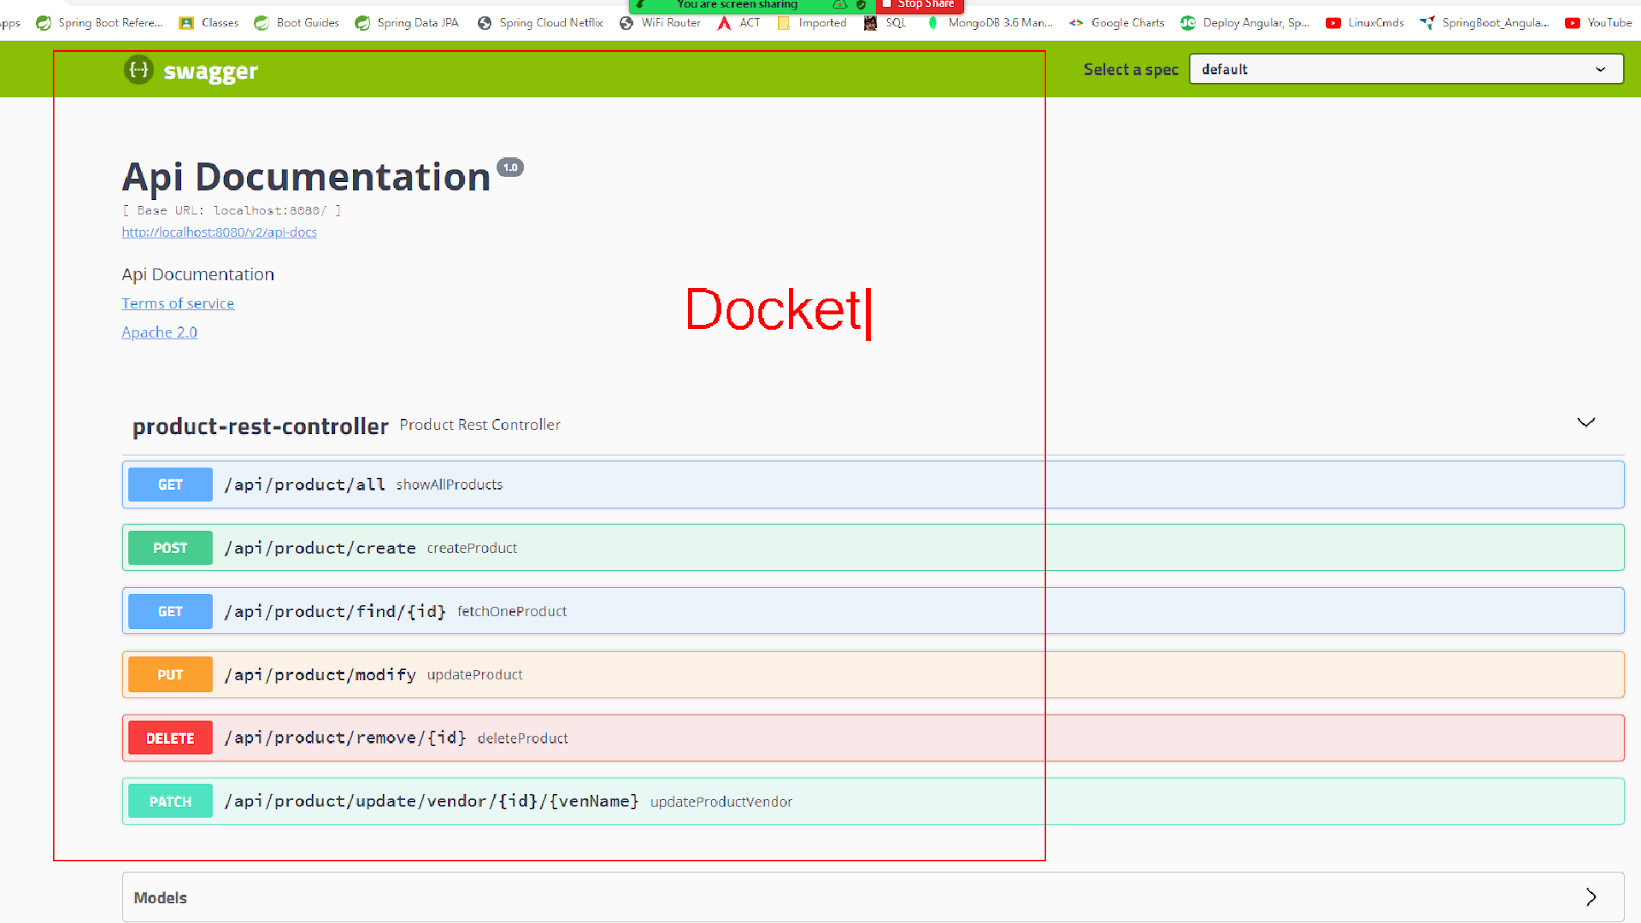 You are screen sharing Stop Share
pps Spring Boot Refere... Classes Boot Guides Spring Data JPA Spring Cloud Netflix WiFi Router ACT Imported SQL MongoDB 3.6 Man... Google Charts Deploy Angular, Sp... LinuxCmds SpringBoot_Angula... YouTube
{··} swagger Select a spec default
Api Documentation 1.0
[ Base URL: localhost:8080/ ]
http://localhost:8080/v2/api-docs
Api Documentation
Terms of service
Docket
Apache 2.0
product-rest-controller Product Rest Controller
GET /api/product/all showAllProducts
POST /api/product/create createProduct
GET /api/product/find/{id} fetchOneProduct
PUT /api/product/modify updateProduct
DELETE /api/product/remove/{id} deleteProduct
PATCH /api/product/update/vendor/{id}/{venName} updateProductVendor
Models